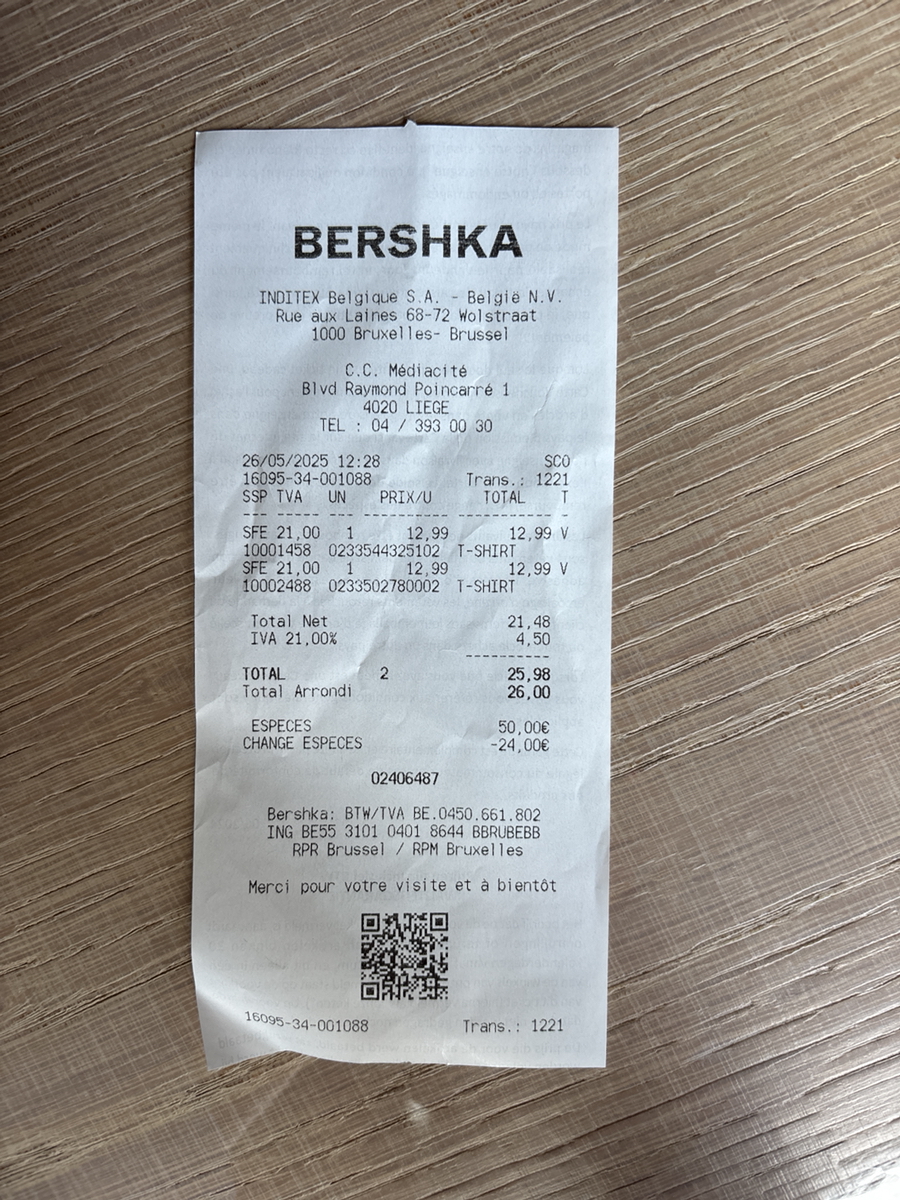 BERSHKA
INDITEX Belgique S.A. - België N.V.
Rue aux Laines 68-72 Wolstraat
1000 Bruxelles- Brussel
C.C. Médiacité
Blvd Raymond Poincarré 1
4020 LIEGE
TEL : 04 / 393 00 30
26/05/2025 12:28 SCO
16095-34-001088 Trans.: 1221
SSP TVA UN PRIX/U TOTAL T
SFE 21,00 1 12,99 12,99 V
10001458 0233544325102 T-SHIRT
SFE 21,00 1 12,99 12,99 V
10002488 0233502780002 T-SHIRT
Total Net 21,48
IVA 21,00% 4,50
TOTAL 2 25,98
Total Arrondi 26,00
ESPECES 50,00€
CHANGE ESPECES -24,00€
02406487
Bershka: BTW/TVA BE.0450.661.802
ING BE55 3101 0401 8644 BBRUBEBB
RPR Brussel / RPM Bruxelles
Merci pour votre visite et à bientôt
16095-34-001088 Trans.: 1221